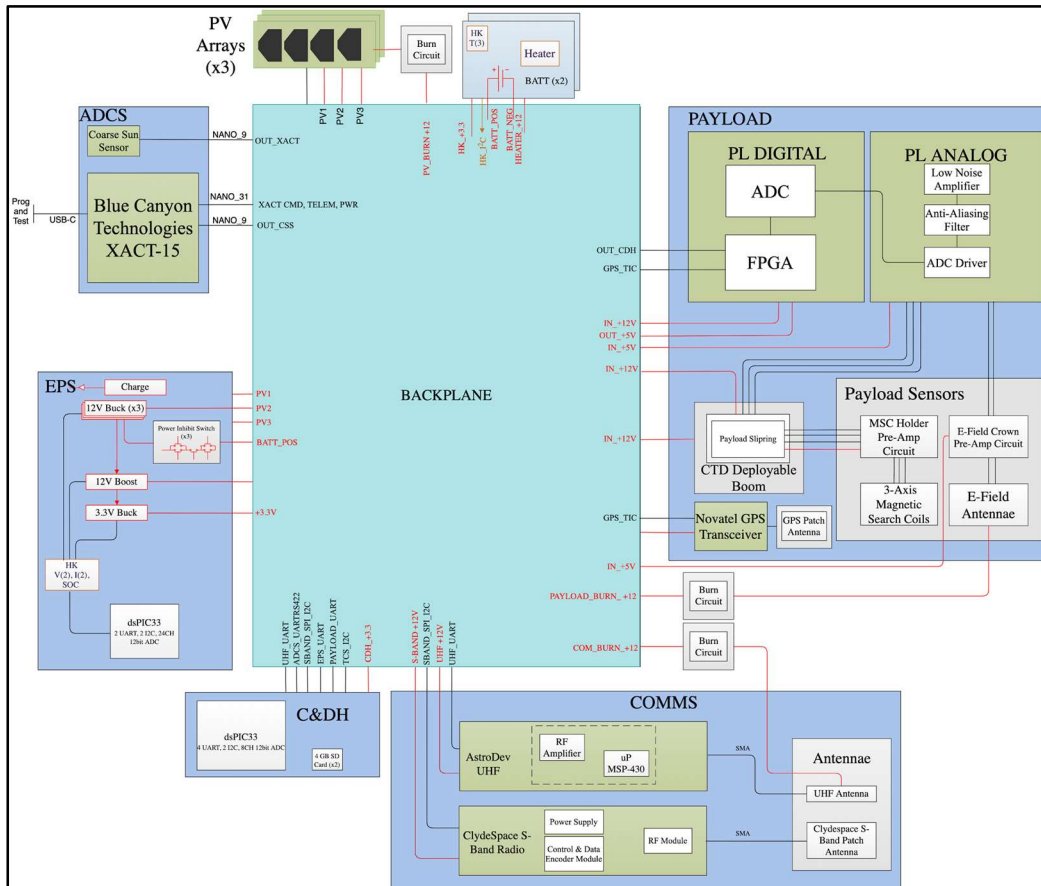 PV
Arrays
(x3)
Burn
Circuit
HK
T(3)
Heater
BATT (x2)
PV1
PV2
PV3
PV_BURN +12
HK_+3.3
HK_I²C
BATT_POS
BATT_NEG
HEATER_+12
ADCS
Coarse Sun
Sensor
NANO_9
OUT_XACT
Prog
and
Test
USB-C
Blue Canyon
Technologies
XACT-15
NANO_31
XACT CMD, TELEM, PWR
NANO_9
OUT_CSS
PAYLOAD
PL DIGITAL
ADC
FPGA
PL ANALOG
Low Noise
Amplifier
Anti-Aliasing
Filter
ADC Driver
OUT_CDH
GPS_TIC
IN_+12V
OUT_+5V
IN_+5V
IN_+12V
BACKPLANE
EPS
Charge
12V Buck (x3)
Power Inhibit Switch
(x3)
12V Boost
3.3V Buck
HK
V(2), I(2),
SOC
dsPIC33
2 UART, 2 I2C, 24CH
12bit ADC
PV1
PV2
PV3
BATT_POS
+3.3V
IN_+12V
Payload Slipring
CTD Deployable
Boom
Payload Sensors
MSC Holder
Pre-Amp
Circuit
E-Field Crown
Pre-Amp Circuit
3-Axis
Magnetic
Search Coils
E-Field
Antennae
GPS_TIC
Novatel GPS
Transceiver
GPS Patch
Antenna
IN_+5V
PAYLOAD_BURN_ +12
Burn
Circuit
COM_BURN_+12
Burn
Circuit
UHF_UART
ADCS_UARTRS422
SBAND_SPI_I2C
EPS_UART
PAYLOAD_UART
TCS_I2C
CDH_+3.3
S-BAND +12V
SBAND_SPI_I2C
UHF +12V
UHF_UART
C&DH
dsPIC33
4 UART, 2 I2C, 8CH 12bit ADC
4 GB SD
Card (x2)
COMMS
AstroDev
UHF
RF
Amplifier
uP
MSP-430
SMA
Antennae
UHF Antenna
ClydeSpace S-
Band Radio
Power Supply
Control & Data
Encoder Module
RF Module
SMA
Clydespace S-
Band Patch
Antenna